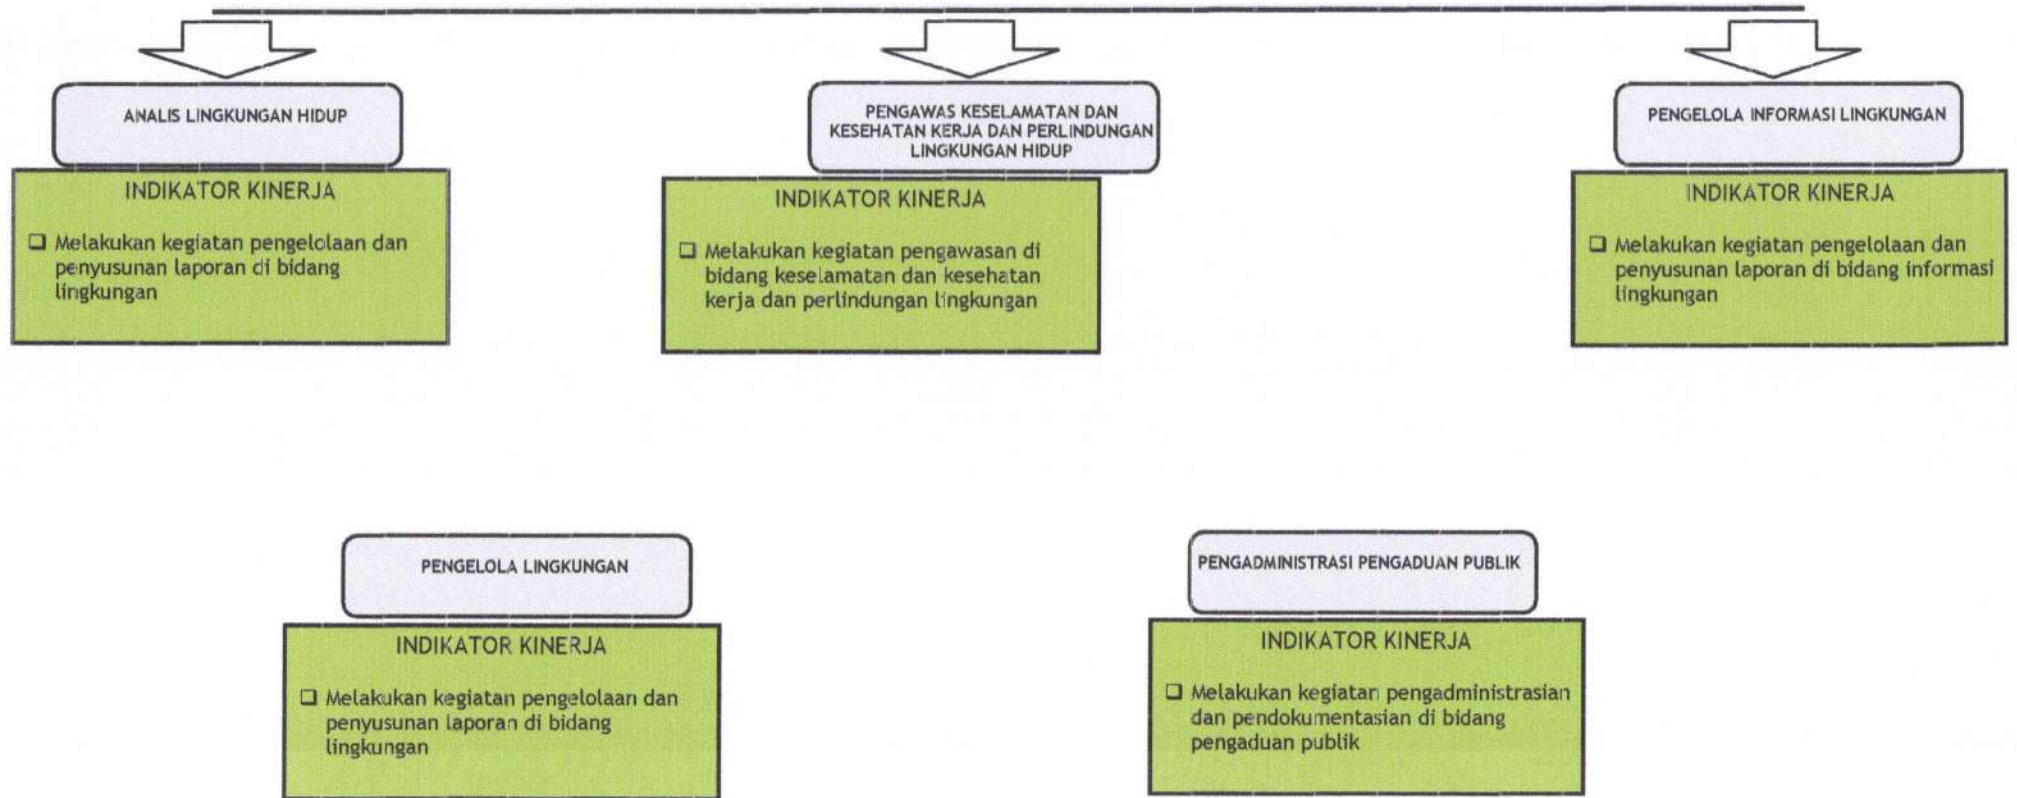 ANALIS LINGKUNGAN HIDUP
INDIKATOR KINERJA
❑ Melakukan kegiatan pengelolaan dan
penyusunan laporan di bidang
lingkungan
PENGAWAS KESELAMATAN DAN
KESEHATAN KERJA DAN PERLINDUNGAN
LINGKUNGAN HIDUP
INDIKATOR KINERJA
❑ Melakukan kegiatan pengawasan di
bidang keselamatan dan kesehatan
kerja dan perlindungan lingkungan
PENGELOLA INFORMASI LINGKUNGAN
INDIKATOR KINERJA
❑ Melakukan kegiatan pengelolaan dan
penyusunan laporan di bidang informasi
lingkungan
PENGELOLA LINGKUNGAN
INDIKATOR KINERJA
❑ Melakukan kegiatan pengelolaan dan
penyusunan laporan di bidang
lingkungan
PENGADMINISTRASI PENGADUAN PUBLIK
INDIKATOR KINERJA
❑ Melakukan kegiatan pengadministrasian
dan pendokumentasian di bidang
pengaduan publik